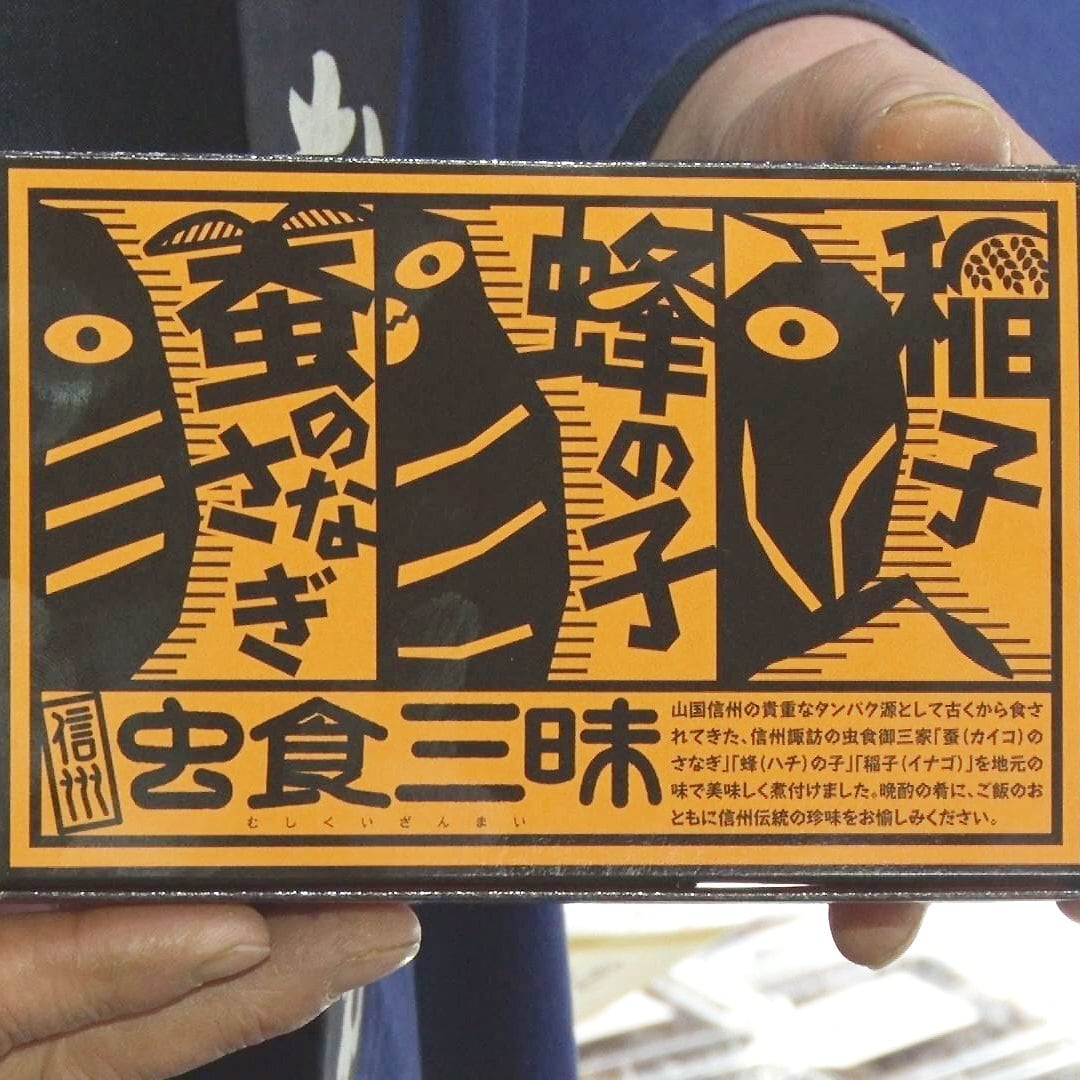 稲子
蜂の子
蚕のさなぎ
信州
虫食三昧
むしくいざんまい
山国信州の貴重なタンパク源として古くから食さ
れてきた、信州諏訪の虫食御三家「蚕（カイコ）の
さなぎ」「蜂（ハチ）の子」「稲子（イナゴ）」を地元の
味で美味しく煮付けました。晩酌の肴に、ご飯のお
ともに信州伝統の珍味をお愉しみください。